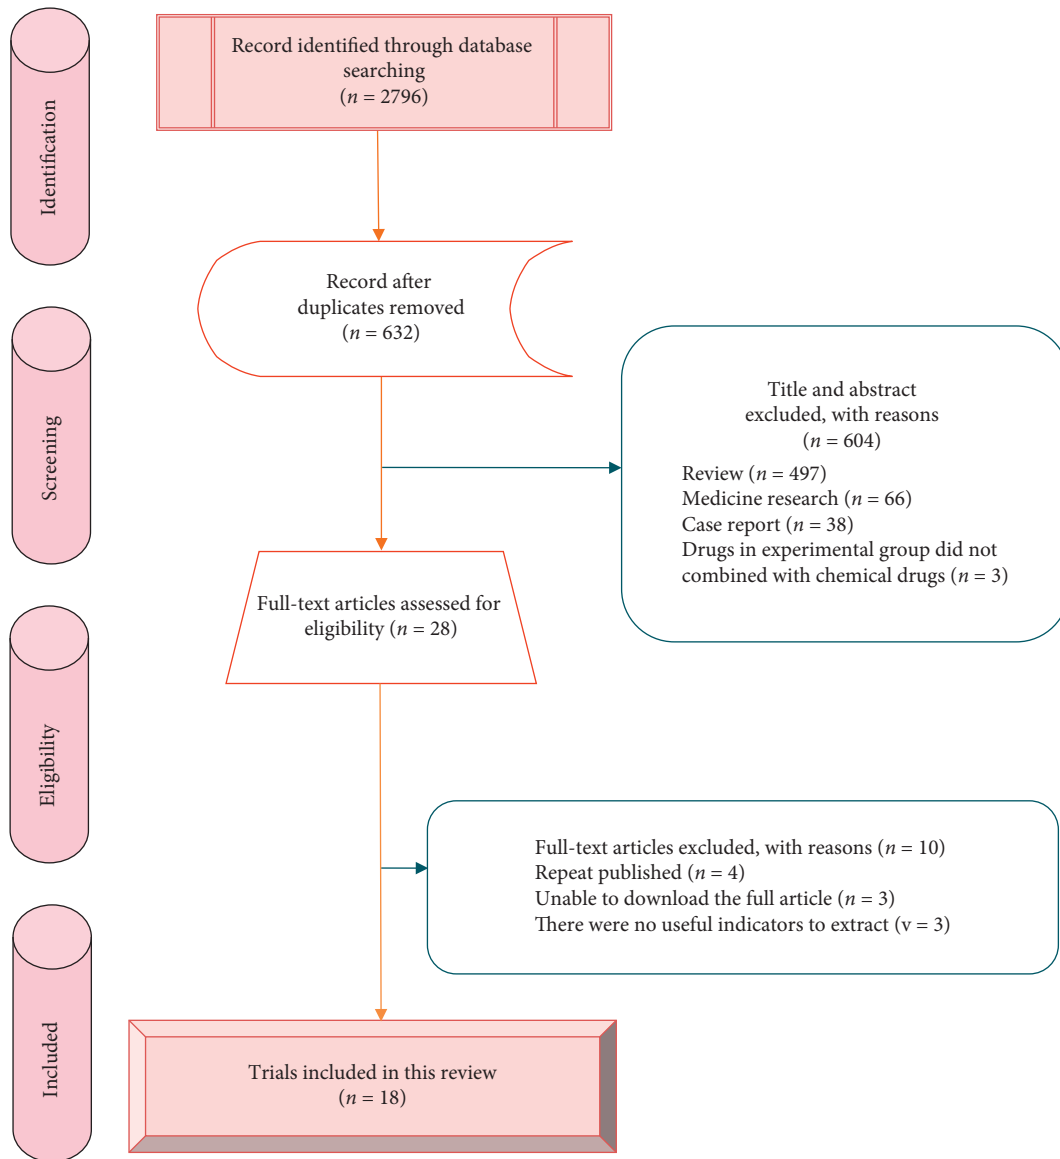 Identification
Record identified through database
searching
(n = 2796)
Record after
duplicates removed
(n = 632)
Screening
Title and abstract
excluded, with reasons
(n = 604)
Review (n = 497)
Medicine research (n = 66)
Case report (n = 38)
Drugs in experimental group did not
combined with chemical drugs (n = 3)
Full-text articles assessed for
eligibility (n = 28)
Eligibility
Full-text articles excluded, with reasons (n = 10)
Repeat published (n = 4)
Unable to download the full article (n = 3)
There were no useful indicators to extract (v = 3)
Included
Trials included in this review
(n = 18)